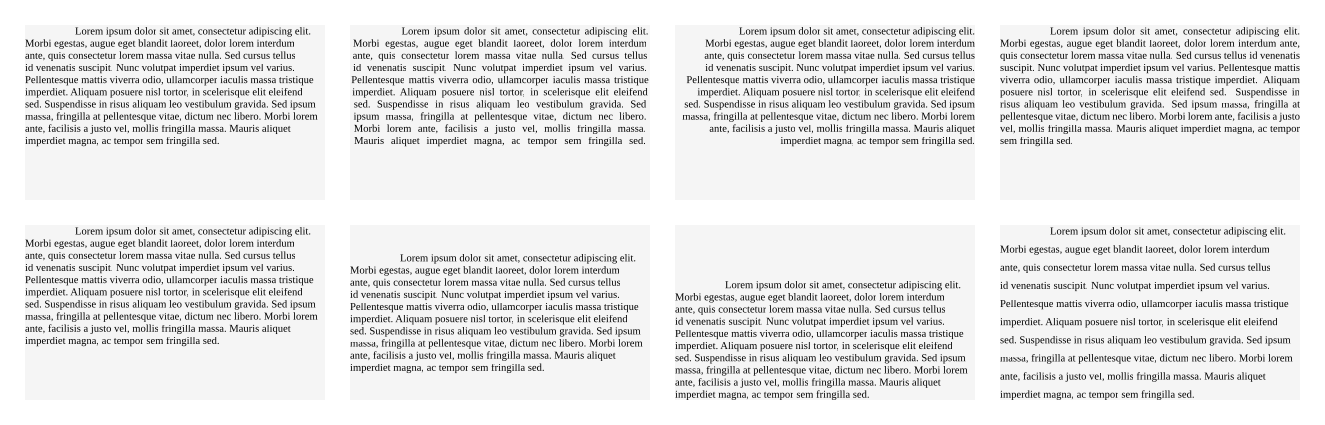 Lorem ipsum dolor sit amet, consectetur adipiscing elit.
Morbi egestas, augue eget blandit laoreet, dolor lorem interdum
ante, quis consectetur lorem massa vitae nulla. Sed cursus tellus
id venenatis suscipit. Nunc volutpat imperdiet ipsum vel varius.
Pellentesque mattis viverra odio, ullamcorper iaculis massa tristique
imperdiet. Aliquam posuere nisl tortor, in scelerisque elit eleifend
sed. Suspendisse in risus aliquam leo vestibulum gravida. Sed ipsum
massa, fringilla at pellentesque vitae, dictum nec libero. Morbi lorem
ante, facilisis a justo vel, mollis fringilla massa. Mauris aliquet
imperdiet magna, ac tempor sem fringilla sed.
Lorem ipsum dolor sit amet, consectetur adipiscing elit.
Morbi egestas, augue eget blandit laoreet, dolor lorem interdum
ante, quis consectetur lorem massa vitae nulla. Sed cursus tellus
id venenatis suscipit. Nunc volutpat imperdiet ipsum vel varius.
Pellentesque mattis viverra odio, ullamcorper iaculis massa tristique
imperdiet. Aliquam posuere nisl tortor, in scelerisque elit eleifend
sed. Suspendisse in risus aliquam leo vestibulum gravida. Sed
ipsum massa, fringilla at pellentesque vitae, dictum nec libero.
Morbi lorem ante, facilisis a justo vel, mollis fringilla massa.
Mauris aliquet imperdiet magna, ac tempor sem fringilla sed.
Lorem ipsum dolor sit amet, consectetur adipiscing elit.
Morbi egestas, augue eget blandit laoreet, dolor lorem interdum
ante, quis consectetur lorem massa vitae nulla. Sed cursus tellus
id venenatis suscipit. Nunc volutpat imperdiet ipsum vel varius.
Pellentesque mattis viverra odio, ullamcorper iaculis massa tristique
imperdiet. Aliquam posuere nisl tortor, in scelerisque elit eleifend
sed. Suspendisse in risus aliquam leo vestibulum gravida. Sed ipsum
massa, fringilla at pellentesque vitae, dictum nec libero. Morbi lorem
ante, facilisis a justo vel, mollis fringilla massa. Mauris aliquet
imperdiet magna, ac tempor sem fringilla sed.
Lorem ipsum dolor sit amet, consectetur adipiscing elit.
Morbi egestas, augue eget blandit laoreet, dolor lorem interdum ante,
quis consectetur lorem massa vitae nulla. Sed cursus tellus id venenatis
suscipit. Nunc volutpat imperdiet ipsum vel varius. Pellentesque mattis
viverra odio, ullamcorper iaculis massa tristique imperdiet. Aliquam
posuere nisl tortor, in scelerisque elit eleifend sed. Suspendisse in
risus aliquam leo vestibulum gravida. Sed ipsum massa, fringilla at
pellentesque vitae, dictum nec libero. Morbi lorem ante, facilisis a justo
vel, mollis fringilla massa. Mauris aliquet imperdiet magna, ac tempor
sem fringilla sed.
Lorem ipsum dolor sit amet, consectetur adipiscing elit.
Morbi egestas, augue eget blandit laoreet, dolor lorem interdum
ante, quis consectetur lorem massa vitae nulla. Sed cursus tellus
id venenatis suscipit. Nunc volutpat imperdiet ipsum vel varius.
Pellentesque mattis viverra odio, ullamcorper iaculis massa tristique
imperdiet. Aliquam posuere nisl tortor, in scelerisque elit eleifend
sed. Suspendisse in risus aliquam leo vestibulum gravida. Sed ipsum
massa, fringilla at pellentesque vitae, dictum nec libero. Morbi lorem
ante, facilisis a justo vel, mollis fringilla massa. Mauris aliquet
imperdiet magna, ac tempor sem fringilla sed.
Lorem ipsum dolor sit amet, consectetur adipiscing elit.
Morbi egestas, augue eget blandit laoreet, dolor lorem interdum
ante, quis consectetur lorem massa vitae nulla. Sed cursus tellus
id venenatis suscipit. Nunc volutpat imperdiet ipsum vel varius.
Pellentesque mattis viverra odio, ullamcorper iaculis massa tristique
imperdiet. Aliquam posuere nisl tortor, in scelerisque elit eleifend
sed. Suspendisse in risus aliquam leo vestibulum gravida. Sed ipsum
massa, fringilla at pellentesque vitae, dictum nec libero. Morbi lorem
ante, facilisis a justo vel, mollis fringilla massa. Mauris aliquet
imperdiet magna, ac tempor sem fringilla sed.
Lorem ipsum dolor sit amet, consectetur adipiscing elit.
Morbi egestas, augue eget blandit laoreet, dolor lorem interdum
ante, quis consectetur lorem massa vitae nulla. Sed cursus tellus
id venenatis suscipit. Nunc volutpat imperdiet ipsum vel varius.
Pellentesque mattis viverra odio, ullamcorper iaculis massa tristique
imperdiet. Aliquam posuere nisl tortor, in scelerisque elit eleifend
sed. Suspendisse in risus aliquam leo vestibulum gravida. Sed ipsum
massa, fringilla at pellentesque vitae, dictum nec libero. Morbi lorem
ante, facilisis a justo vel, mollis fringilla massa. Mauris aliquet
imperdiet magna, ac tempor sem fringilla sed.
Lorem ipsum dolor sit amet, consectetur adipiscing elit.
Morbi egestas, augue eget blandit laoreet, dolor lorem interdum
ante, quis consectetur lorem massa vitae nulla. Sed cursus tellus
id venenatis suscipit. Nunc volutpat imperdiet ipsum vel varius.
Pellentesque mattis viverra odio, ullamcorper iaculis massa tristique
imperdiet. Aliquam posuere nisl tortor, in scelerisque elit eleifend
sed. Suspendisse in risus aliquam leo vestibulum gravida. Sed ipsum
massa, fringilla at pellentesque vitae, dictum nec libero. Morbi lorem
ante, facilisis a justo vel, mollis fringilla massa. Mauris aliquet
imperdiet magna, ac tempor sem fringilla sed.